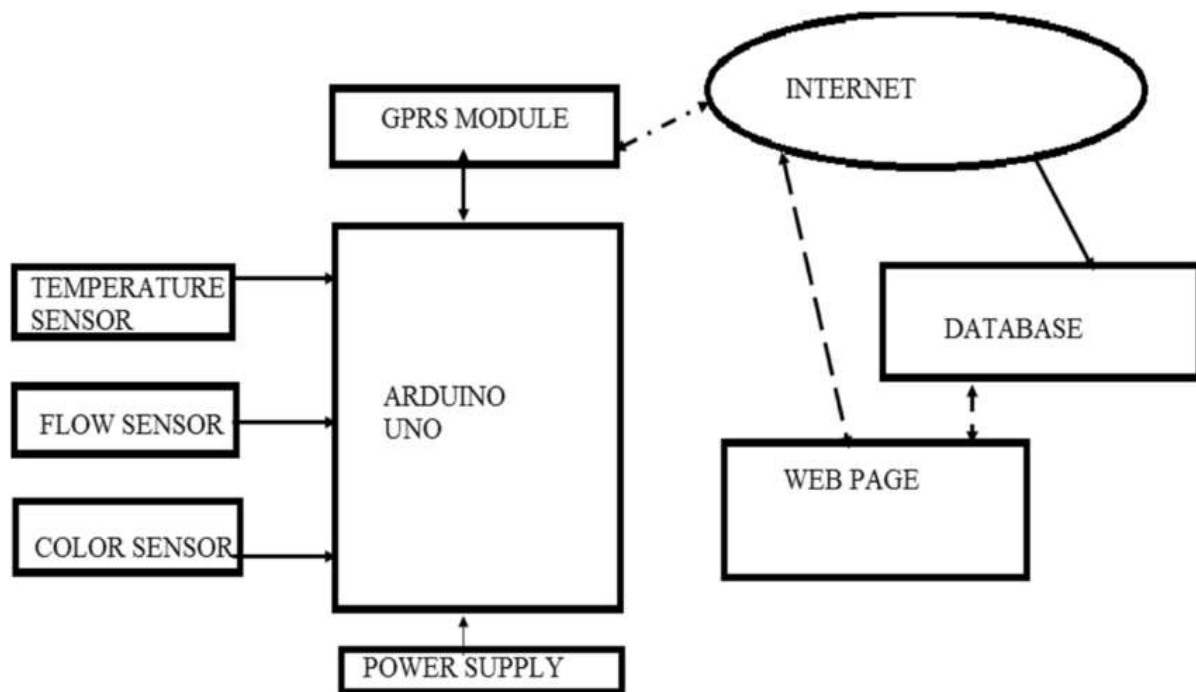 INTERNET
GPRS MODULE
TEMPERATURE
SENSOR
DATABASE
ARDUINO
UNO
FLOW SENSOR
WEB PAGE
COLOR SENSOR
POWER SUPPLY